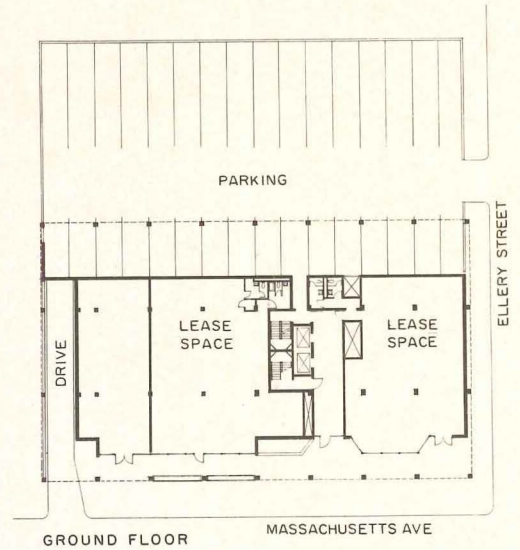 PARKING
ELLERY STREET
LEASE
SPACE
LEASE
SPACE
DRIVE
MASSACHUSETTS AVE
GROUND FLOOR